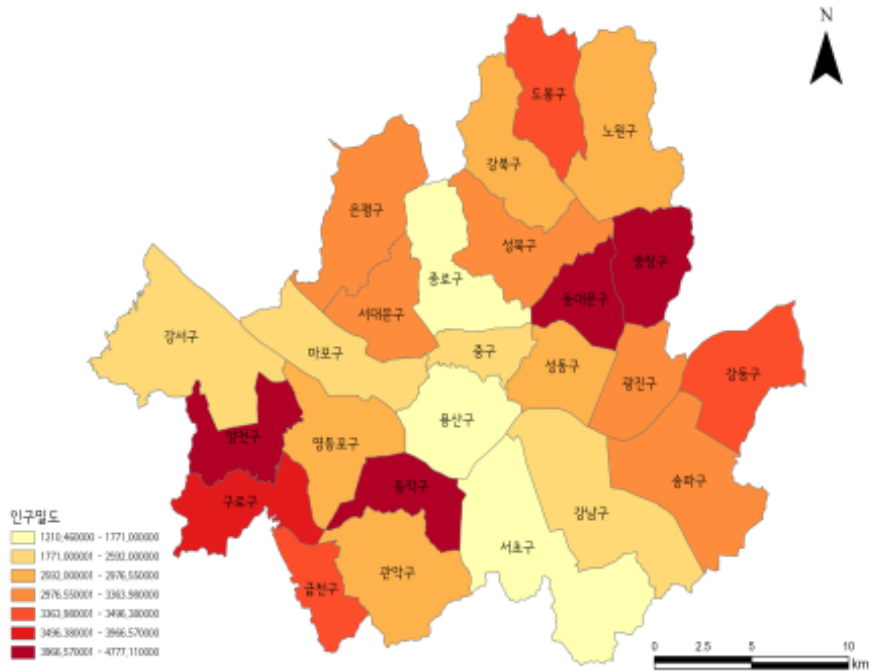 N
도봉구
노원구
강북구
은평구
성북구
중랑구
종로구
동대문구
서대문구
강서구
마포구
중구
성동구
광진구
강동구
용산구
양천구
영등포구
동작구
송파구
구로구
강남구
서초구
관악구
금천구
인구밀도
1210,460000 - 1771,000000
1771,000001 - 2592,000000
2592,000001 - 2976,550000
2976,550001 - 3363,980000
3363,980001 - 3496,380000
3496,380001 - 3966,570000
3966,570001 - 4777,110000
0 2.5 5 10
km